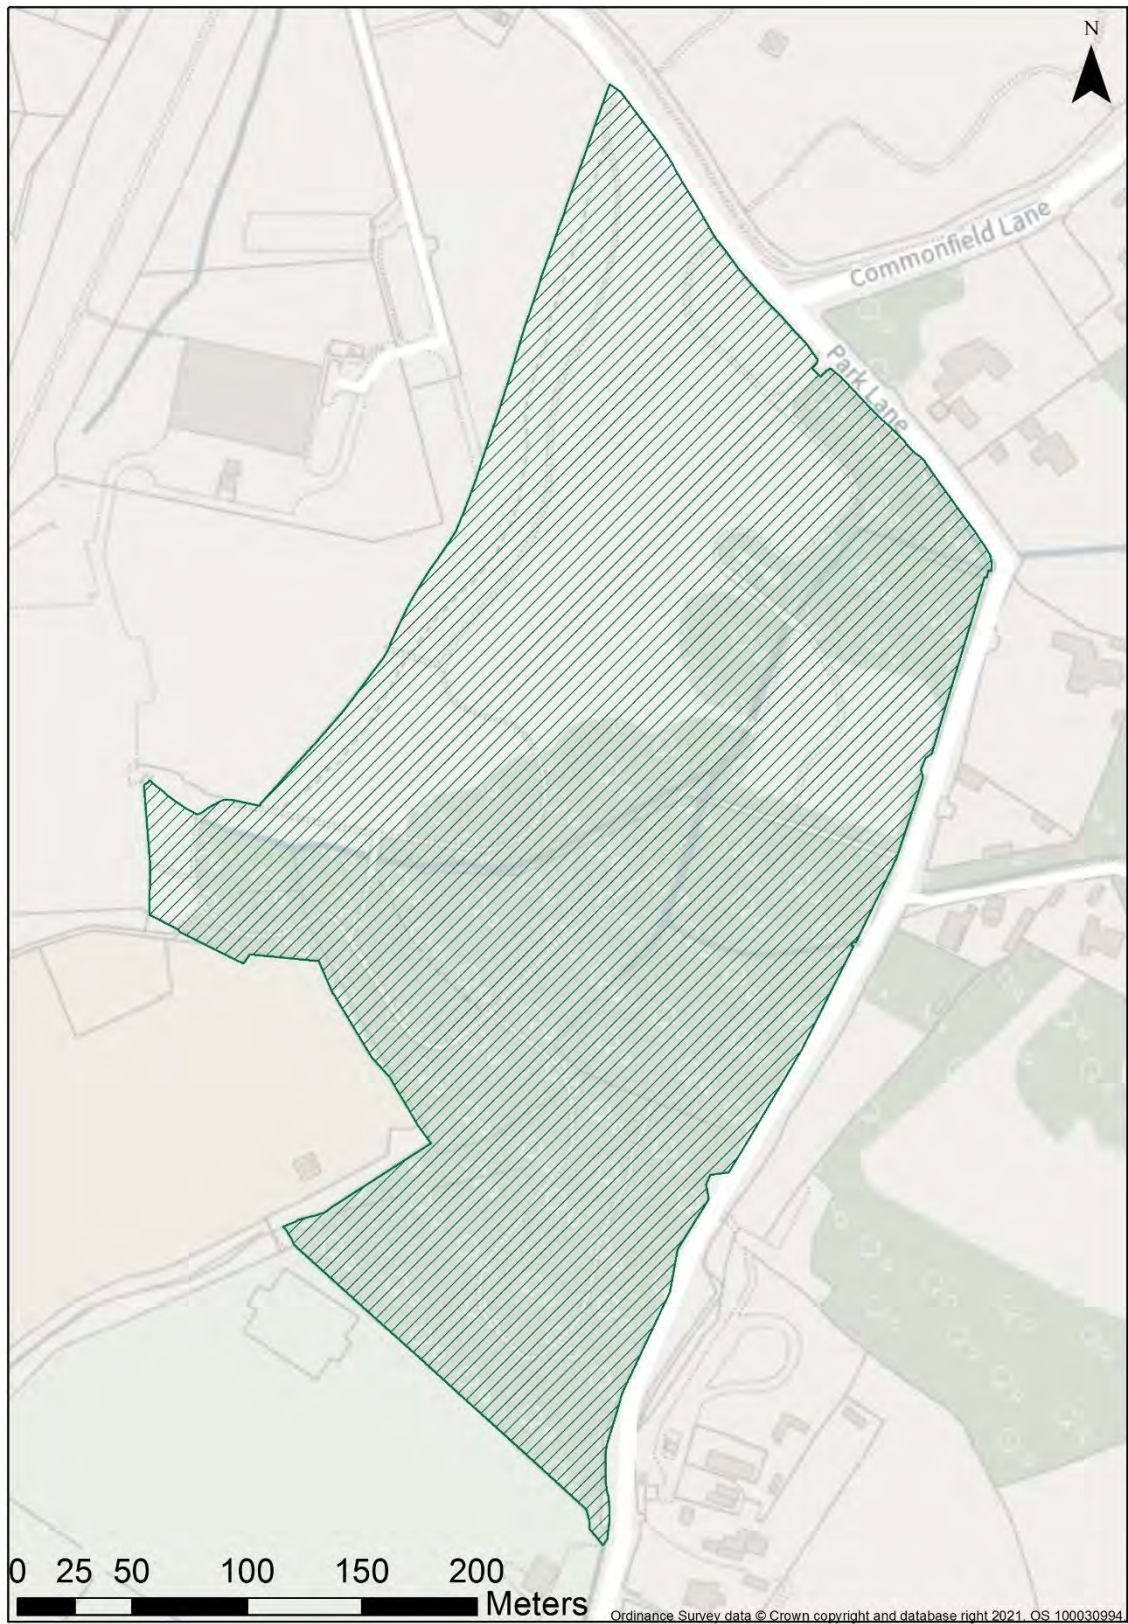 N
Commonfield Lane
Park Lane
0 25 50 100 150 200
Meters
Ordinance Survey data © Crown copyright and database right 2021. OS 100030994